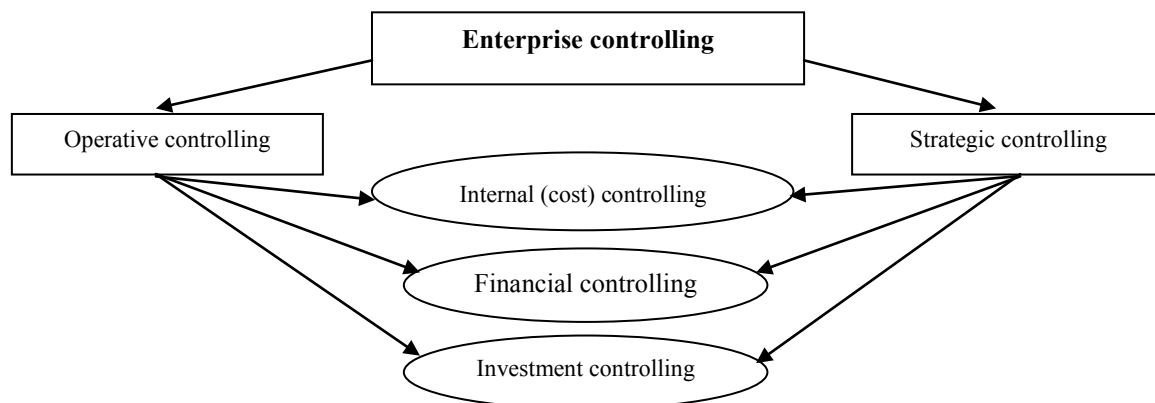 Enterprise controlling
Operative controlling
Strategic controlling
Internal (cost) controlling
Financial controlling
Investment controlling